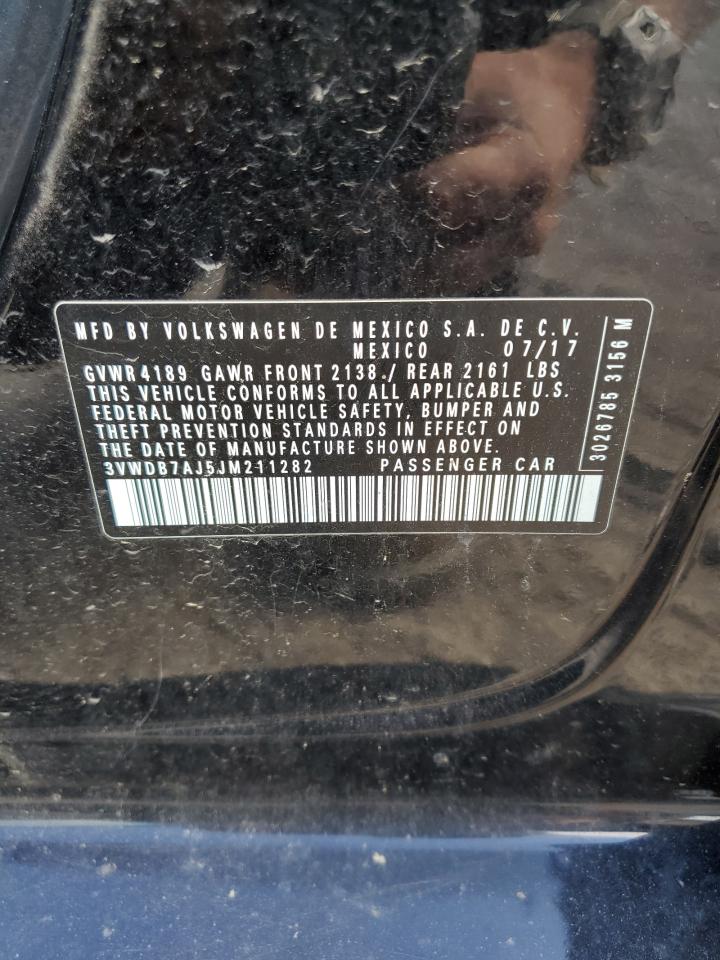 MFD BY VOLKSWAGEN DE MEXICO S.A. DE C.V.
MEXICO 07/17
GVWR4189 GAWR FRONT 2138./ REAR 2161 LBS
THIS VEHICLE CONFORMS TO ALL APPLICABLE U.S.
FEDERAL MOTOR VEHICLE SAFETY, BUMPER AND
THEFT PREVENTION STANDARDS IN EFFECT ON
THE DATE OF MANUFACTURE SHOWN ABOVE.
3VWDB7AJ5JM211282 PASSENGER CAR
3026785 3156 M